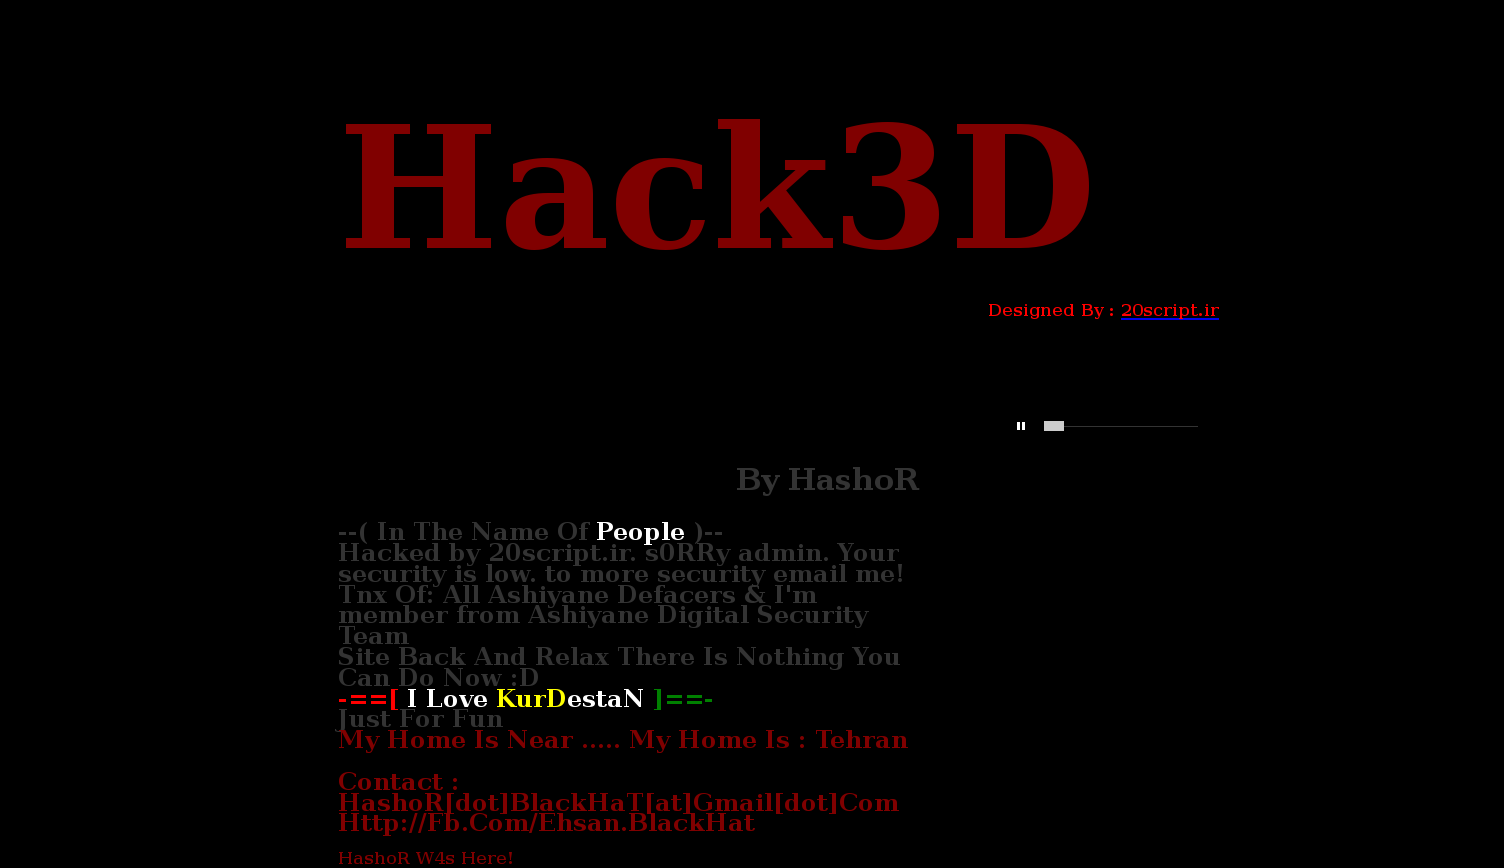 Hack3D
Designed By : 20script.ir
By HashoR
--( In The Name Of People )--
Hacked by 20script.ir. s0RRy admin. Your
security is low. to more security email me!
Tnx Of: All Ashiyane Defacers & I'm
member from Ashiyane Digital Security
Team
Site Back And Relax There Is Nothing You
Can Do Now :D
-==[ I Love KurDestaN ]==-
Just For Fun
My Home Is Near ..... My Home Is : Tehran
Contact :
HashoR[dot]BlackHaT[at]Gmail[dot]Com
Http://Fb.Com/Ehsan.BlackHat
HashoR W4s Here!